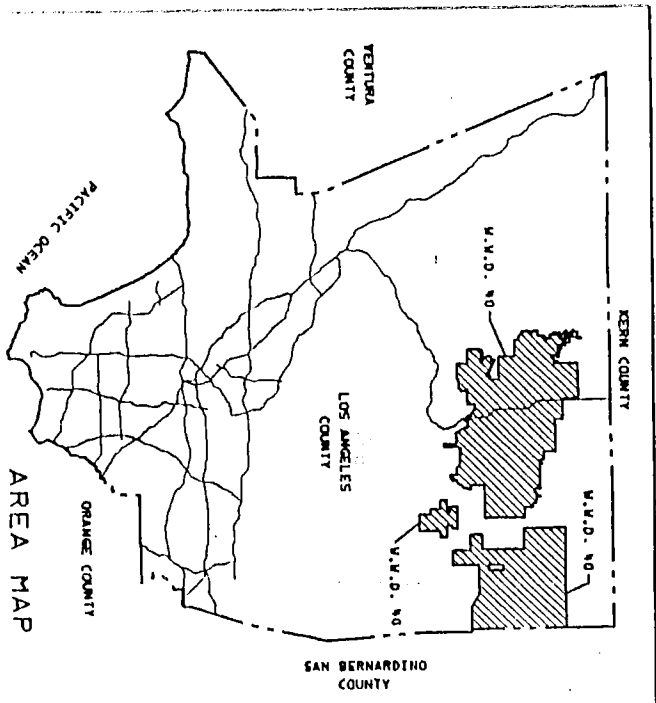 KERN COUNTY
VENTURA
COUNTY
W.W.D. 40
W.W.D. 40
W.W.D. 40
LOS ANGELES
COUNTY
PACIFIC OCEAN
ORANGE COUNTY
SAN BERNARDINO
COUNTY
AREA MAP